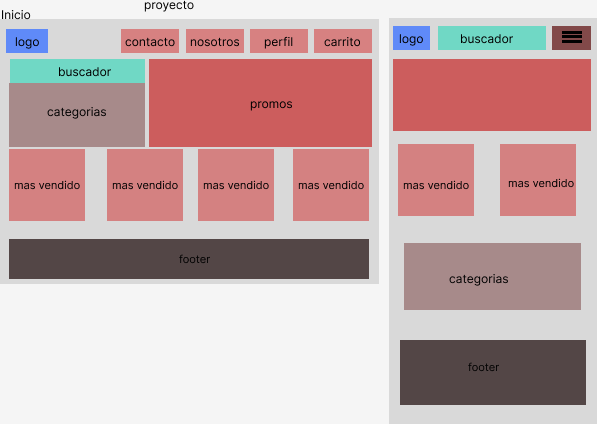 proyecto
Inicio
logo
contacto
nosotros
perfil
carrito
buscador
categorias
promos
mas vendido
mas vendido
mas vendido
mas vendido
footer
logo
buscador
mas vendido
mas vendido
categorias
footer